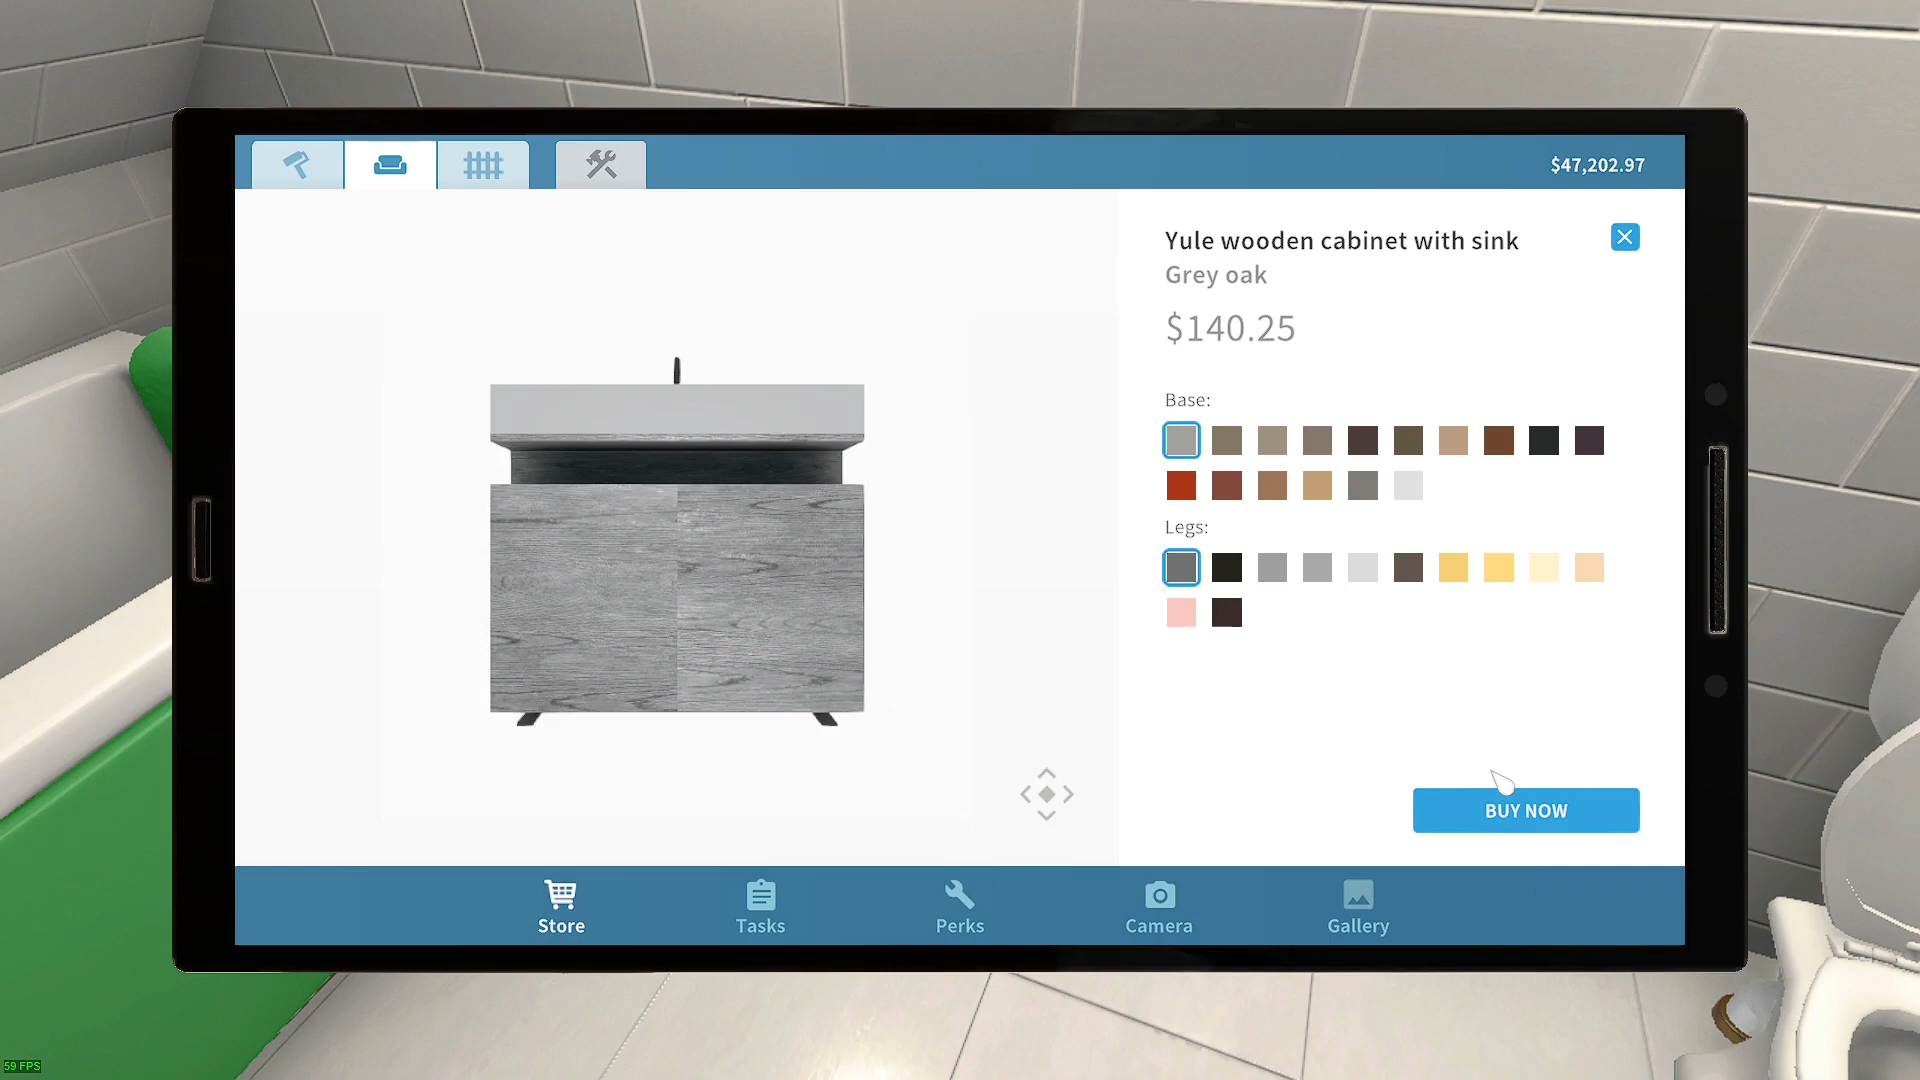 $47,202.97
Yule wooden cabinet with sink
Grey oak
$140.25
Base:
Legs:
BUY NOW
Store
Tasks
Perks
Camera
Gallery
59 FPS